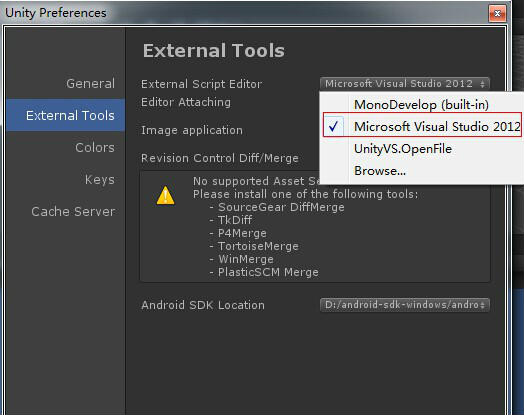 Unity Preferences
External Tools
General
External Tools
Colors
Keys
Cache Server
External Script Editor
Microsoft Visual Studio 2012
Editor Attaching
MonoDevelop (built-in)
Microsoft Visual Studio 2012
UnityVS.OpenFile
Browse...
Image application
Revision Control Diff/Merge
No supported Asset Se
Please install one of the following tools:
- SourceGear DiffMerge
- TkDiff
- P4Merge
- TortoiseMerge
- WinMerge
- PlasticSCM Merge
Android SDK Location
D:/android-sdk-windows/andro